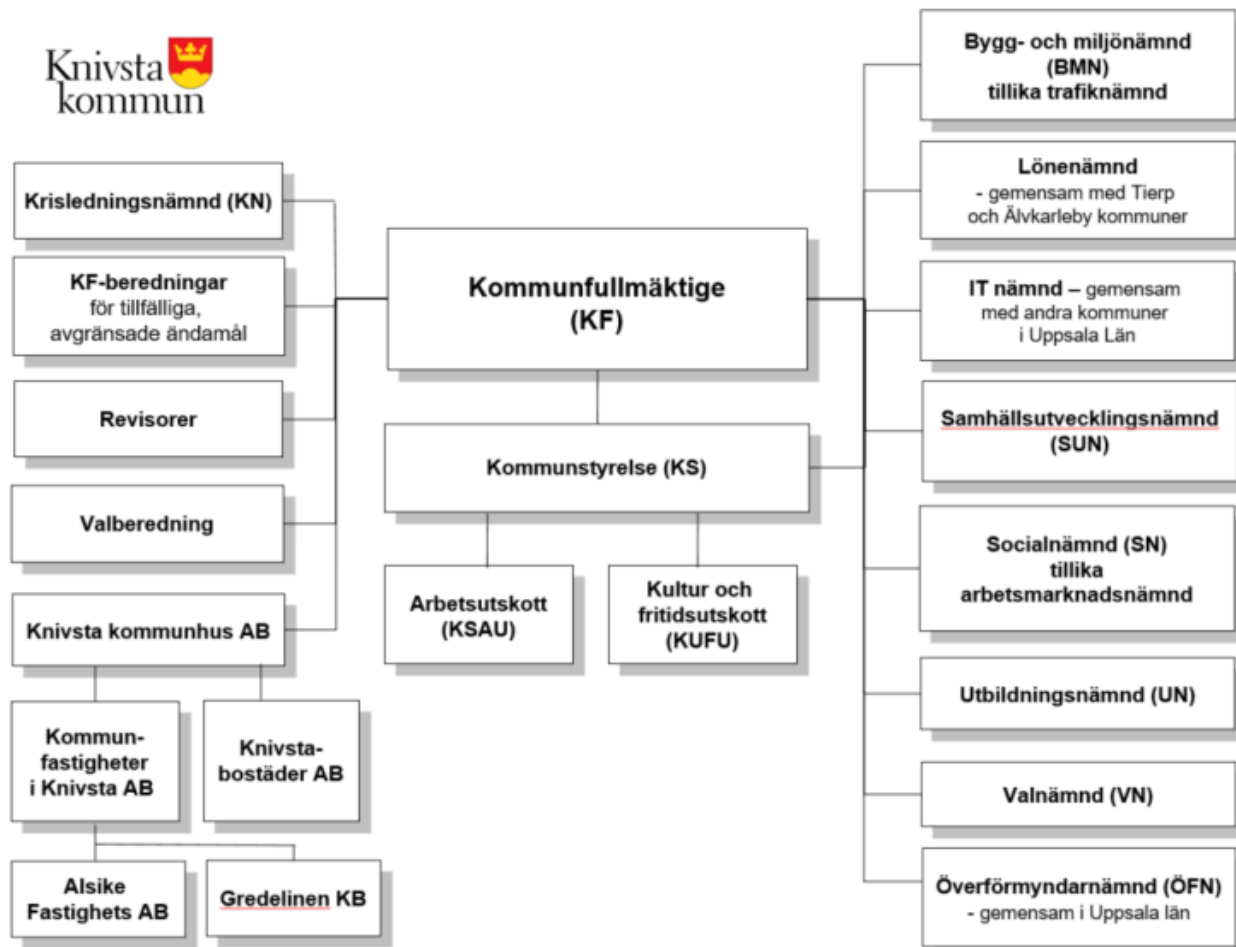 Knivsta
kommun
Krisledningsnämnd (KN)
KF-beredningar
för tillfälliga,
avgränsade ändamål
Revisorer
Valberedning
Knivsta kommunhus AB
Kommun-
fastigheter
i Knivsta AB
Knivsta-
bostäder AB
Alsike
Fastighets AB
Gredelinen KB
Kommunfullmäktige
(KF)
Kommunstyrelse (KS)
Arbetsutskott
(KSAU)
Kultur och
fritidsutskott
(KUFU)
Bygg- och miljönämnd
(BMN)
tillika trafiknämnd
Lönenämnd
- gemensam med Tierp
och Älvkarleby kommuner
IT nämnd – gemensam
med andra kommuner
i Uppsala Län
Samhällsutvecklingsnämnd
(SUN)
Socialnämnd (SN)
tillika
arbetsmarknadsnämnd
Utbildningsnämnd (UN)
Valnämnd (VN)
Överförmyndarnämnd (ÖFN)
- gemensam i Uppsala län